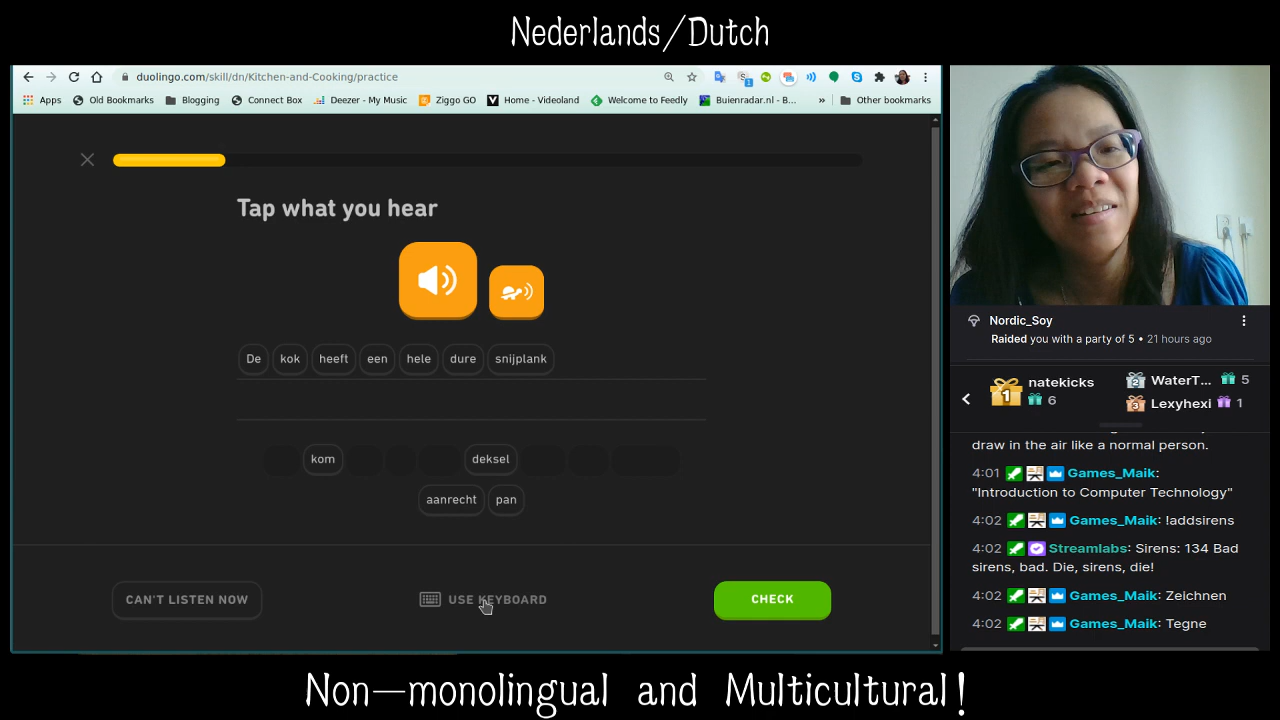 Nederlands/Dutch
duolingo.com/skill/dn/Kitchen-and-Cooking/practice
Apps Old Bookmarks Blogging Connect Box Deezer - My Music Ziggo GO Home - Videoland Welcome to Feedly Buienradar.nl - B... » Other bookmarks
Tap what you hear
De kok heeft een hele dure snijplank
kom deksel
aanrecht pan
CAN'T LISTEN NOW USE KEYBOARD CHECK
Nordic_Soy
Raided you with a party of 5 • 21 hours ago
1 natekicks 6
2 WaterT... 5
3 Lexyhexi 1
draw in the air like a normal person.
4:01 Games_Maik:
"Introduction to Computer Technology"
4:02 Games_Maik: !addsirens
4:02 Streamlabs: Sirens: 134 Bad
sirens, bad. Die, sirens, die!
4:02 Games_Maik: Zeichnen
4:02 Games_Maik: Tegne
Non-monolingual and Multicultural!